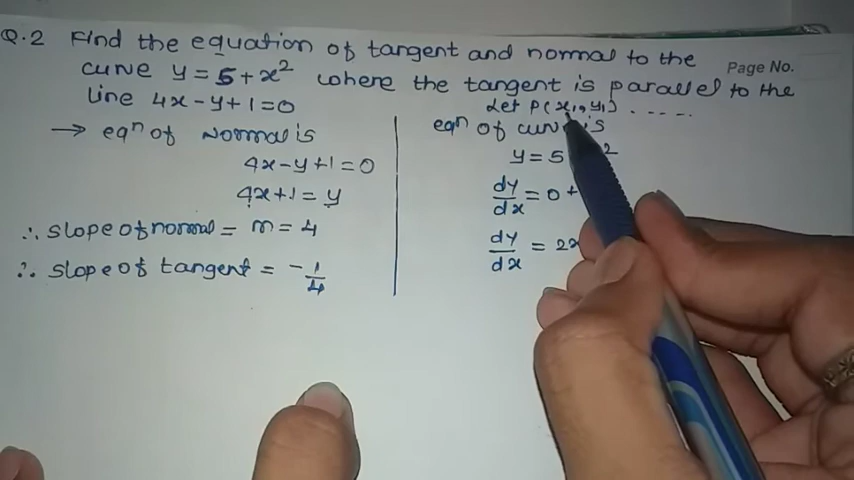 Q.2 Find the equation of tangent and normal to the
Page No.
curve y = 5 + x² where the tangent is parallel to the
line 4x - y + 1 = 0
Let P(x₁, y₁) . . . . .
→ eqⁿ of Normal is
4x - y + 1 = 0
4x + 1 = y
∴ slope of normal = m = 4
∴ slope of tangent = - 1/4
eqⁿ of curve is
y = 5 2
dy/dx = 0 +
dy/dx = 2x